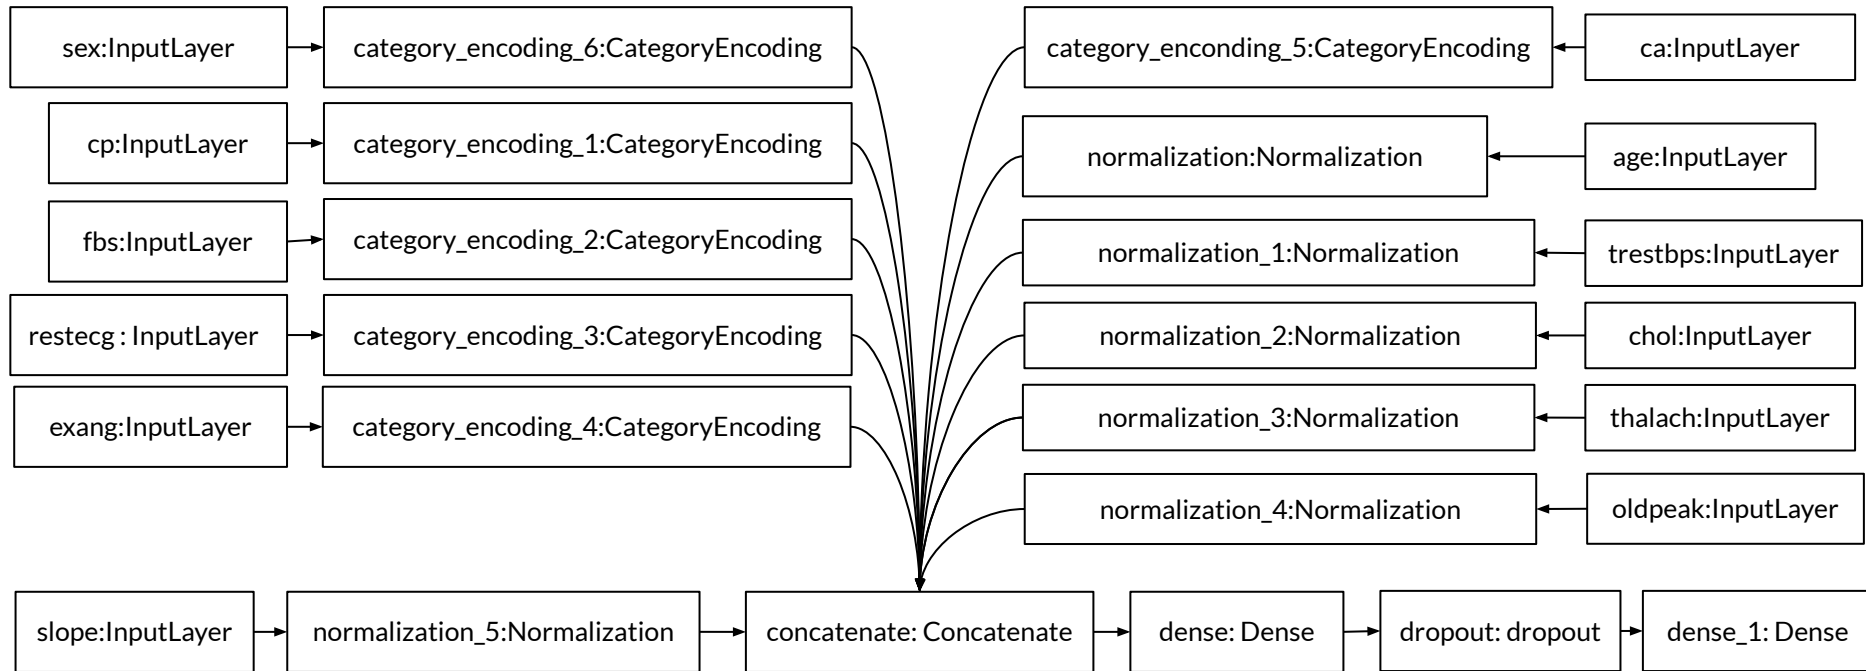 sex:InputLayer
category_encoding_6:CategoryEncoding
category_enconding_5:CategoryEncoding
ca:InputLayer
cp:InputLayer
category_encoding_1:CategoryEncoding
normalization:Normalization
age:InputLayer
fbs:InputLayer
category_encoding_2:CategoryEncoding
normalization_1:Normalization
trestbps:InputLayer
restecg : InputLayer
category_encoding_3:CategoryEncoding
normalization_2:Normalization
chol:InputLayer
exang:InputLayer
category_encoding_4:CategoryEncoding
normalization_3:Normalization
thalach:InputLayer
normalization_4:Normalization
oldpeak:InputLayer
slope:InputLayer
normalization_5:Normalization
concatenate: Concatenate
dense: Dense
dropout: dropout
dense_1: Dense